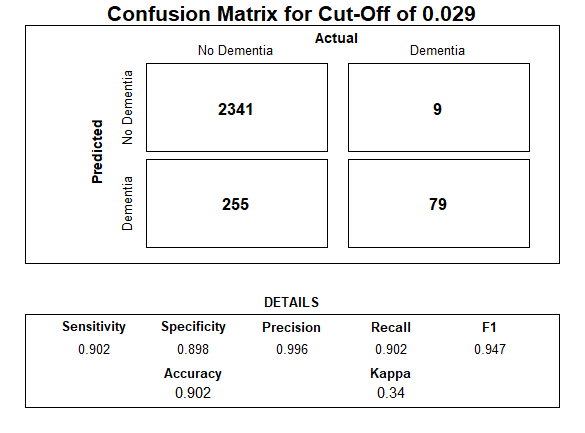 Confusion Matrix for Cut-Off of 0.029
Actual
No Dementia Dementia
Predicted
No Dementia
2341 9
Dementia
255 79
DETAILS
Sensitivity Specificity Precision Recall F1
0.902 0.898 0.996 0.902 0.947
Accuracy Kappa
0.902 0.34